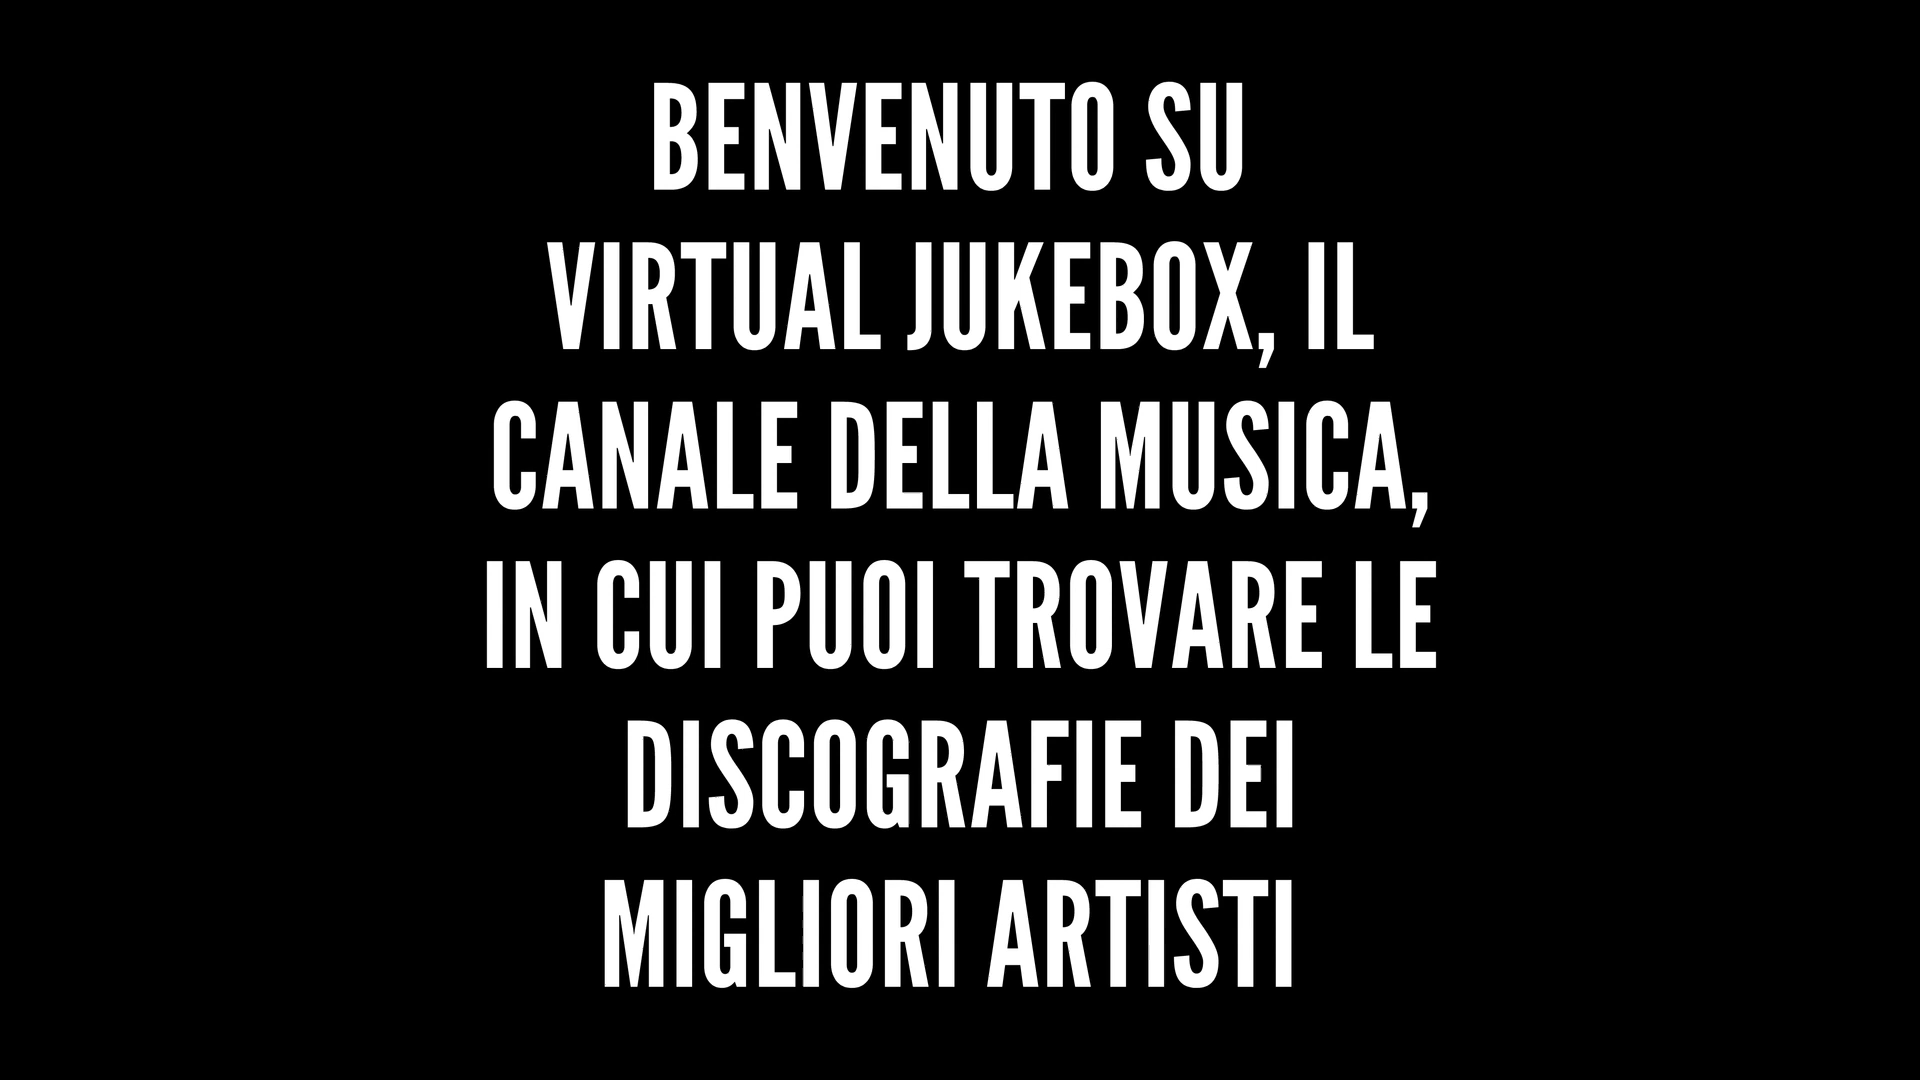 BENVENUTO SU
VIRTUAL JUKEBOX, IL
CANALE DELLA MUSICA,
IN CUI PUOI TROVARE LE
DISCOGRAFIE DEI
MIGLIORI ARTISTI